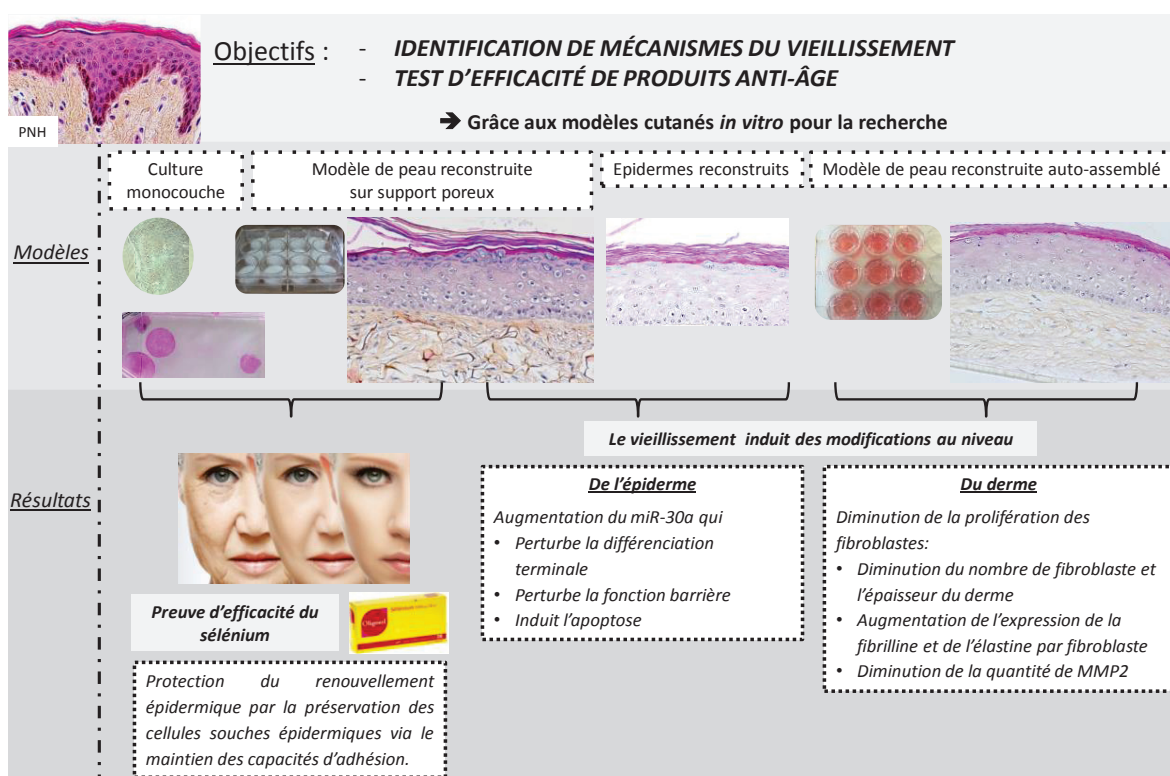 Objectifs :
- IDENTIFICATION DE MÉCANISMES DU VIEILLISSEMENT
- TEST D'EFFICACITÉ DE PRODUITS ANTI-ÂGE
PNH
➔ Grâce aux modèles cutanés in vitro pour la recherche
Modèles
Culture
monocouche
Modèle de peau reconstruite
sur support poreux
Epidermes reconstruits
Modèle de peau reconstruite auto-assemblé
Résultats
Le vieillissement induit des modifications au niveau
Preuve d'efficacité du
sélénium
Protection du renouvellement
épidermique par la préservation des
cellules souches épidermiques via le
maintien des capacités d'adhésion.
De l'épiderme
Augmentation du miR-30a qui
• Perturbe la différenciation
terminale
• Perturbe la fonction barrière
• Induit l'apoptose
Du derme
Diminution de la prolifération des
fibroblastes:
• Diminution du nombre de fibroblaste et
l'épaisseur du derme
• Augmentation de l'expression de la
fibrilline et de l'élastine par fibroblaste
• Diminution de la quantité de MMP2